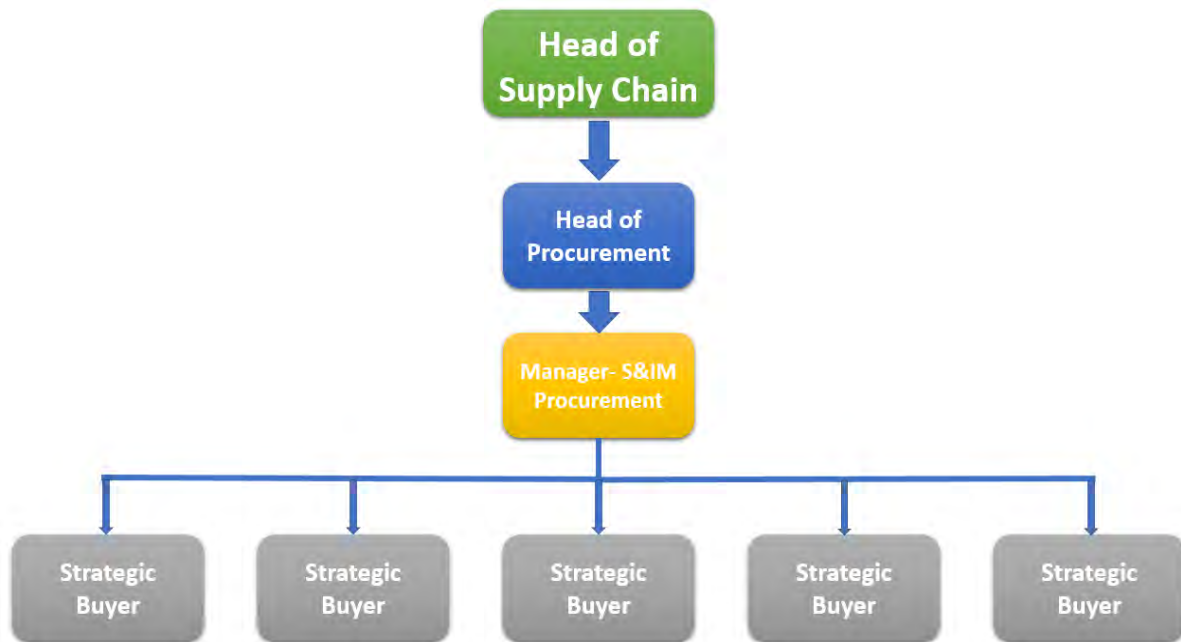 Head of
Supply Chain
Head of
Procurement
Manager- S&IM
Procurement
Strategic
Buyer
Strategic
Buyer
Strategic
Buyer
Strategic
Buyer
Strategic
Buyer